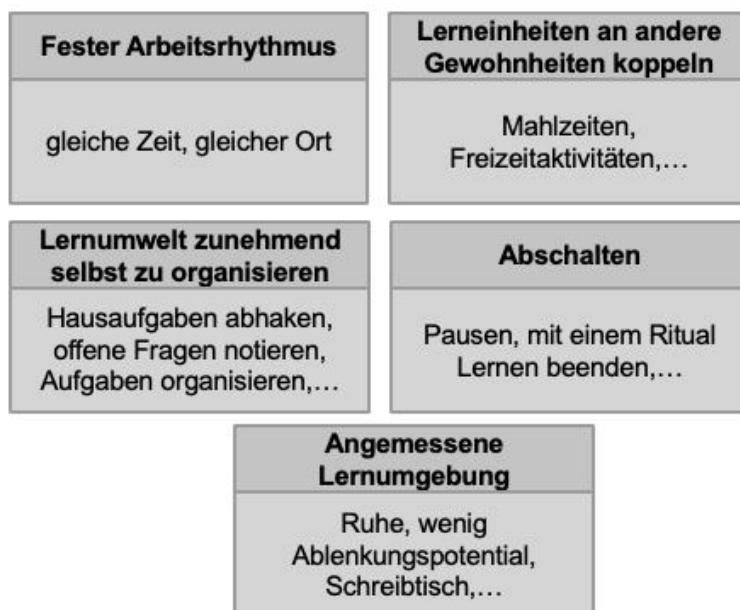 Fester Arbeitsrhythmus
gleiche Zeit, gleicher Ort
Lerneinheiten an andere
Gewohnheiten koppeln
Mahlzeiten,
Freizeitaktivitäten,...
Lernumwelt zunehmend
selbst zu organisieren
Hausaufgaben abhaken,
offene Fragen notieren,
Aufgaben organisieren,...
Abschalten
Pausen, mit einem Ritual
Lernen beenden,...
Angemessene
Lernumgebung
Ruhe, wenig
Ablenkungspotential,
Schreibtisch,...